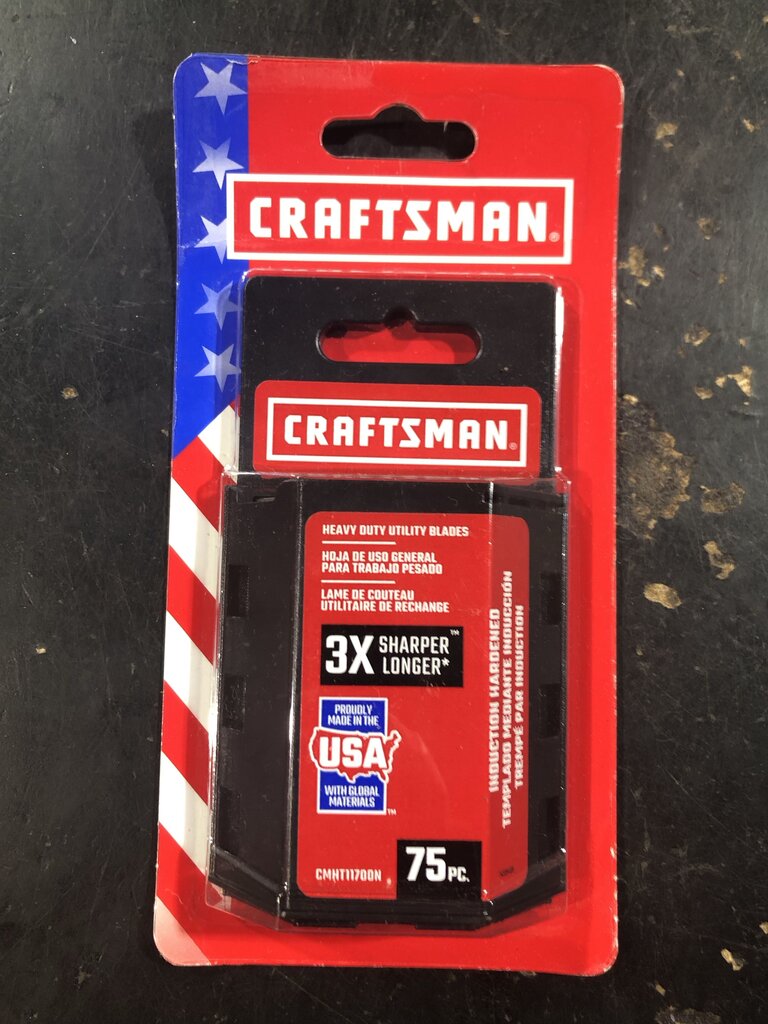 CRAFTSMAN®
CRAFTSMAN®
HEAVY DUTY UTILITY BLADES
HOJA DE USO GENERAL
PARA TRABAJO PESADO
LAME DE COUTEAU
UTILITAIRE DE RECHANGE
3X SHARPER
LONGER*™
PROUDLY
MADE IN THE
USA
WITH GLOBAL
MATERIALS™
CMHT11700N
75PC.
INDUCTION HARDENED
TEMPLADO MEDIANTE INDUCCIÓN
TREMPÉ PAR INDUCTION